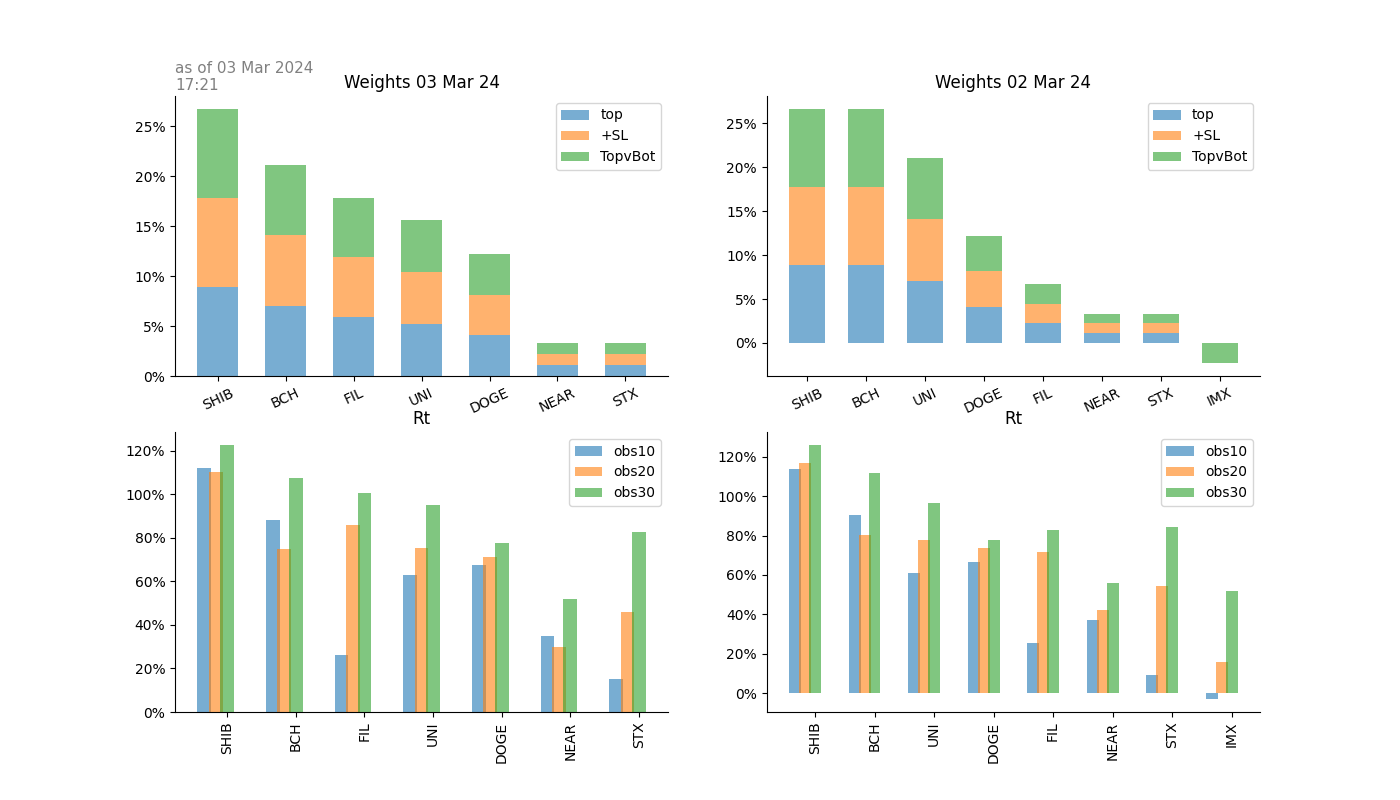 as of 03 Mar 2024
17:21
Weights 03 Mar 24
25%
20%
15%
10%
5%
0%
top
+SL
TopvBot
SHIB
BCH
FIL
UNI
DOGE
NEAR
STX
Weights 02 Mar 24
25%
20%
15%
10%
5%
0%
top
+SL
TopvBot
SHIB
BCH
UNI
DOGE
FIL
NEAR
STX
IMX
Rt
120%
100%
80%
60%
40%
20%
0%
obs10
obs20
obs30
SHIB
BCH
FIL
UNI
DOGE
NEAR
STX
Rt
120%
100%
80%
60%
40%
20%
0%
obs10
obs20
obs30
SHIB
BCH
UNI
DOGE
FIL
NEAR
STX
IMX